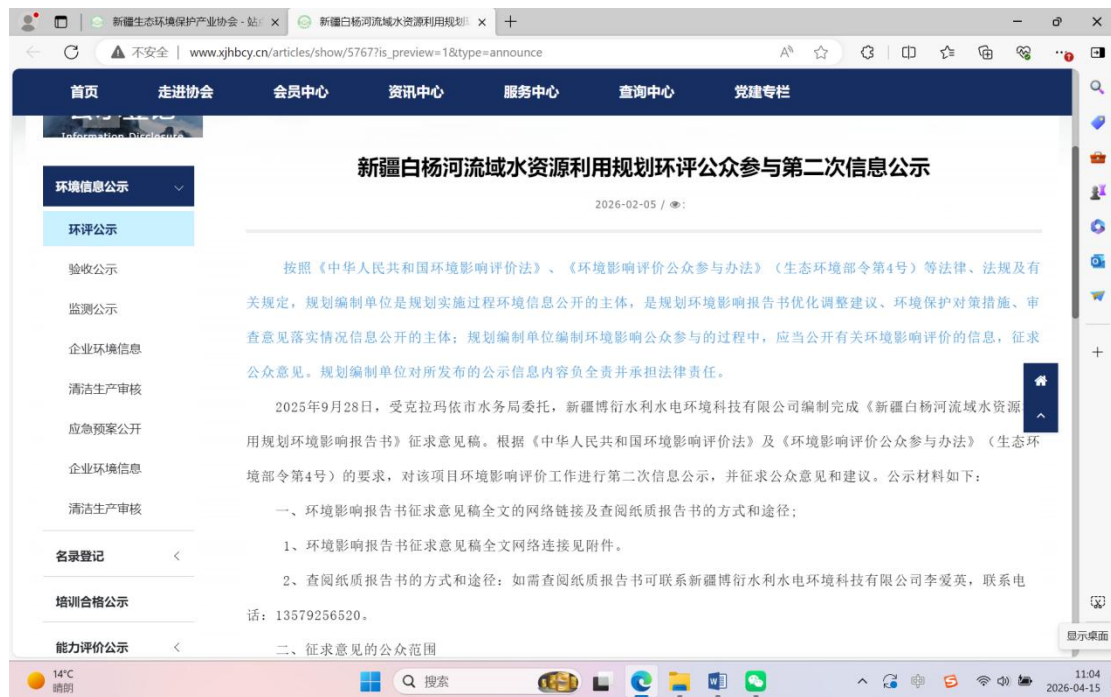 新疆生态环境保护产业协会 - 站
新疆白杨河流域水资源利用规划
不安全 | www.xjhbcy.cn/articles/show/5767?is_preview=1&type=announce
首页 走进协会 会员中心 资讯中心 服务中心 查询中心 党建专栏
Information Disclosure
环境信息公示
环评公示
验收公示
监测公示
企业环境信息
清洁生产审核
应急预案公开
企业环境信息
清洁生产审核
名录登记
培训合格公示
能力评价公示
新疆白杨河流域水资源利用规划环评公众参与第二次信息公示
2026-02-05 / :
按照《中华人民共和国环境影响评价法》、《环境影响评价公众参与办法》（生态环境部令第4号）等法律、法规及有
关规定，规划编制单位是规划实施过程环境信息公开的主体，是规划环境影响报告书优化调整建议、环境保护对策措施、审
查意见落实情况信息公开的主体；规划编制单位编制环境影响公众参与的过程中，应当公开有关环境影响评价的信息，征求
公众意见。规划编制单位对所发布的公示信息内容负全责并承担法律责任。
2025年9月28日，受克拉玛依市水务局委托，新疆博衍水利水电环境科技有限公司编制完成《新疆白杨河流域水资源
用规划环境影响报告书》征求意见稿。根据《中华人民共和国环境影响评价法》及《环境影响评价公众参与办法》（生态环
境部令第4号）的要求，对该项目环境影响评价工作进行第二次信息公示，并征求公众意见和建议。公示材料如下：
一、环境影响报告书征求意见稿全文的网络链接及查阅纸质报告书的方式和途径；
1、环境影响报告书征求意见稿全文网络连接见附件。
2、查阅纸质报告书的方式和途径：如需查阅纸质报告书可联系新疆博衍水利水电环境科技有限公司李爱英，联系电
话：13579256520。
二、征求意见的公众范围
显示桌面
14°C
晴朗
搜索
11:04
2026-04-15